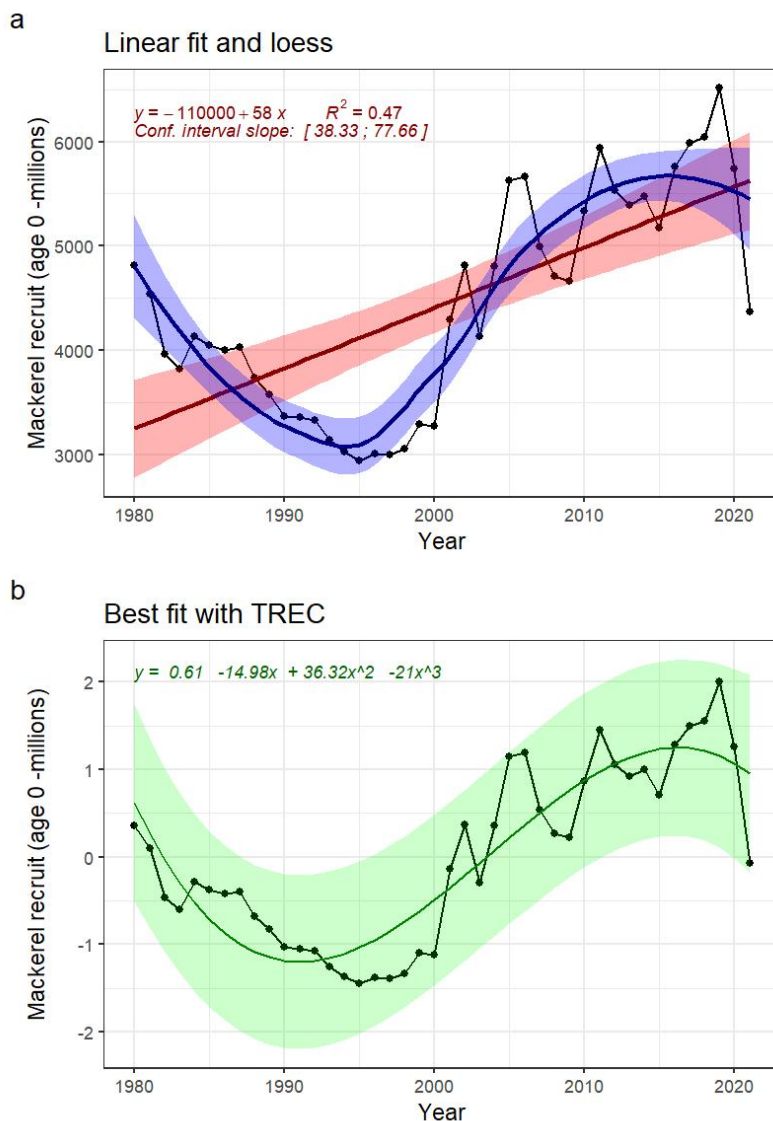 a
Linear fit and loess
y = − 110000 + 58 x R² = 0.47
Conf. interval slope: [ 38.33 ; 77.66 ]
Mackerel recruit (age 0 -millions)
6000
5000
4000
3000
1980 1990 2000 2010 2020
Year
b
Best fit with TREC
y = 0.61 -14.98x + 36.32x^2 -21x^3
Mackerel recruit (age 0 -millions)
2
1
0
-1
-2
1980 1990 2000 2010 2020
Year